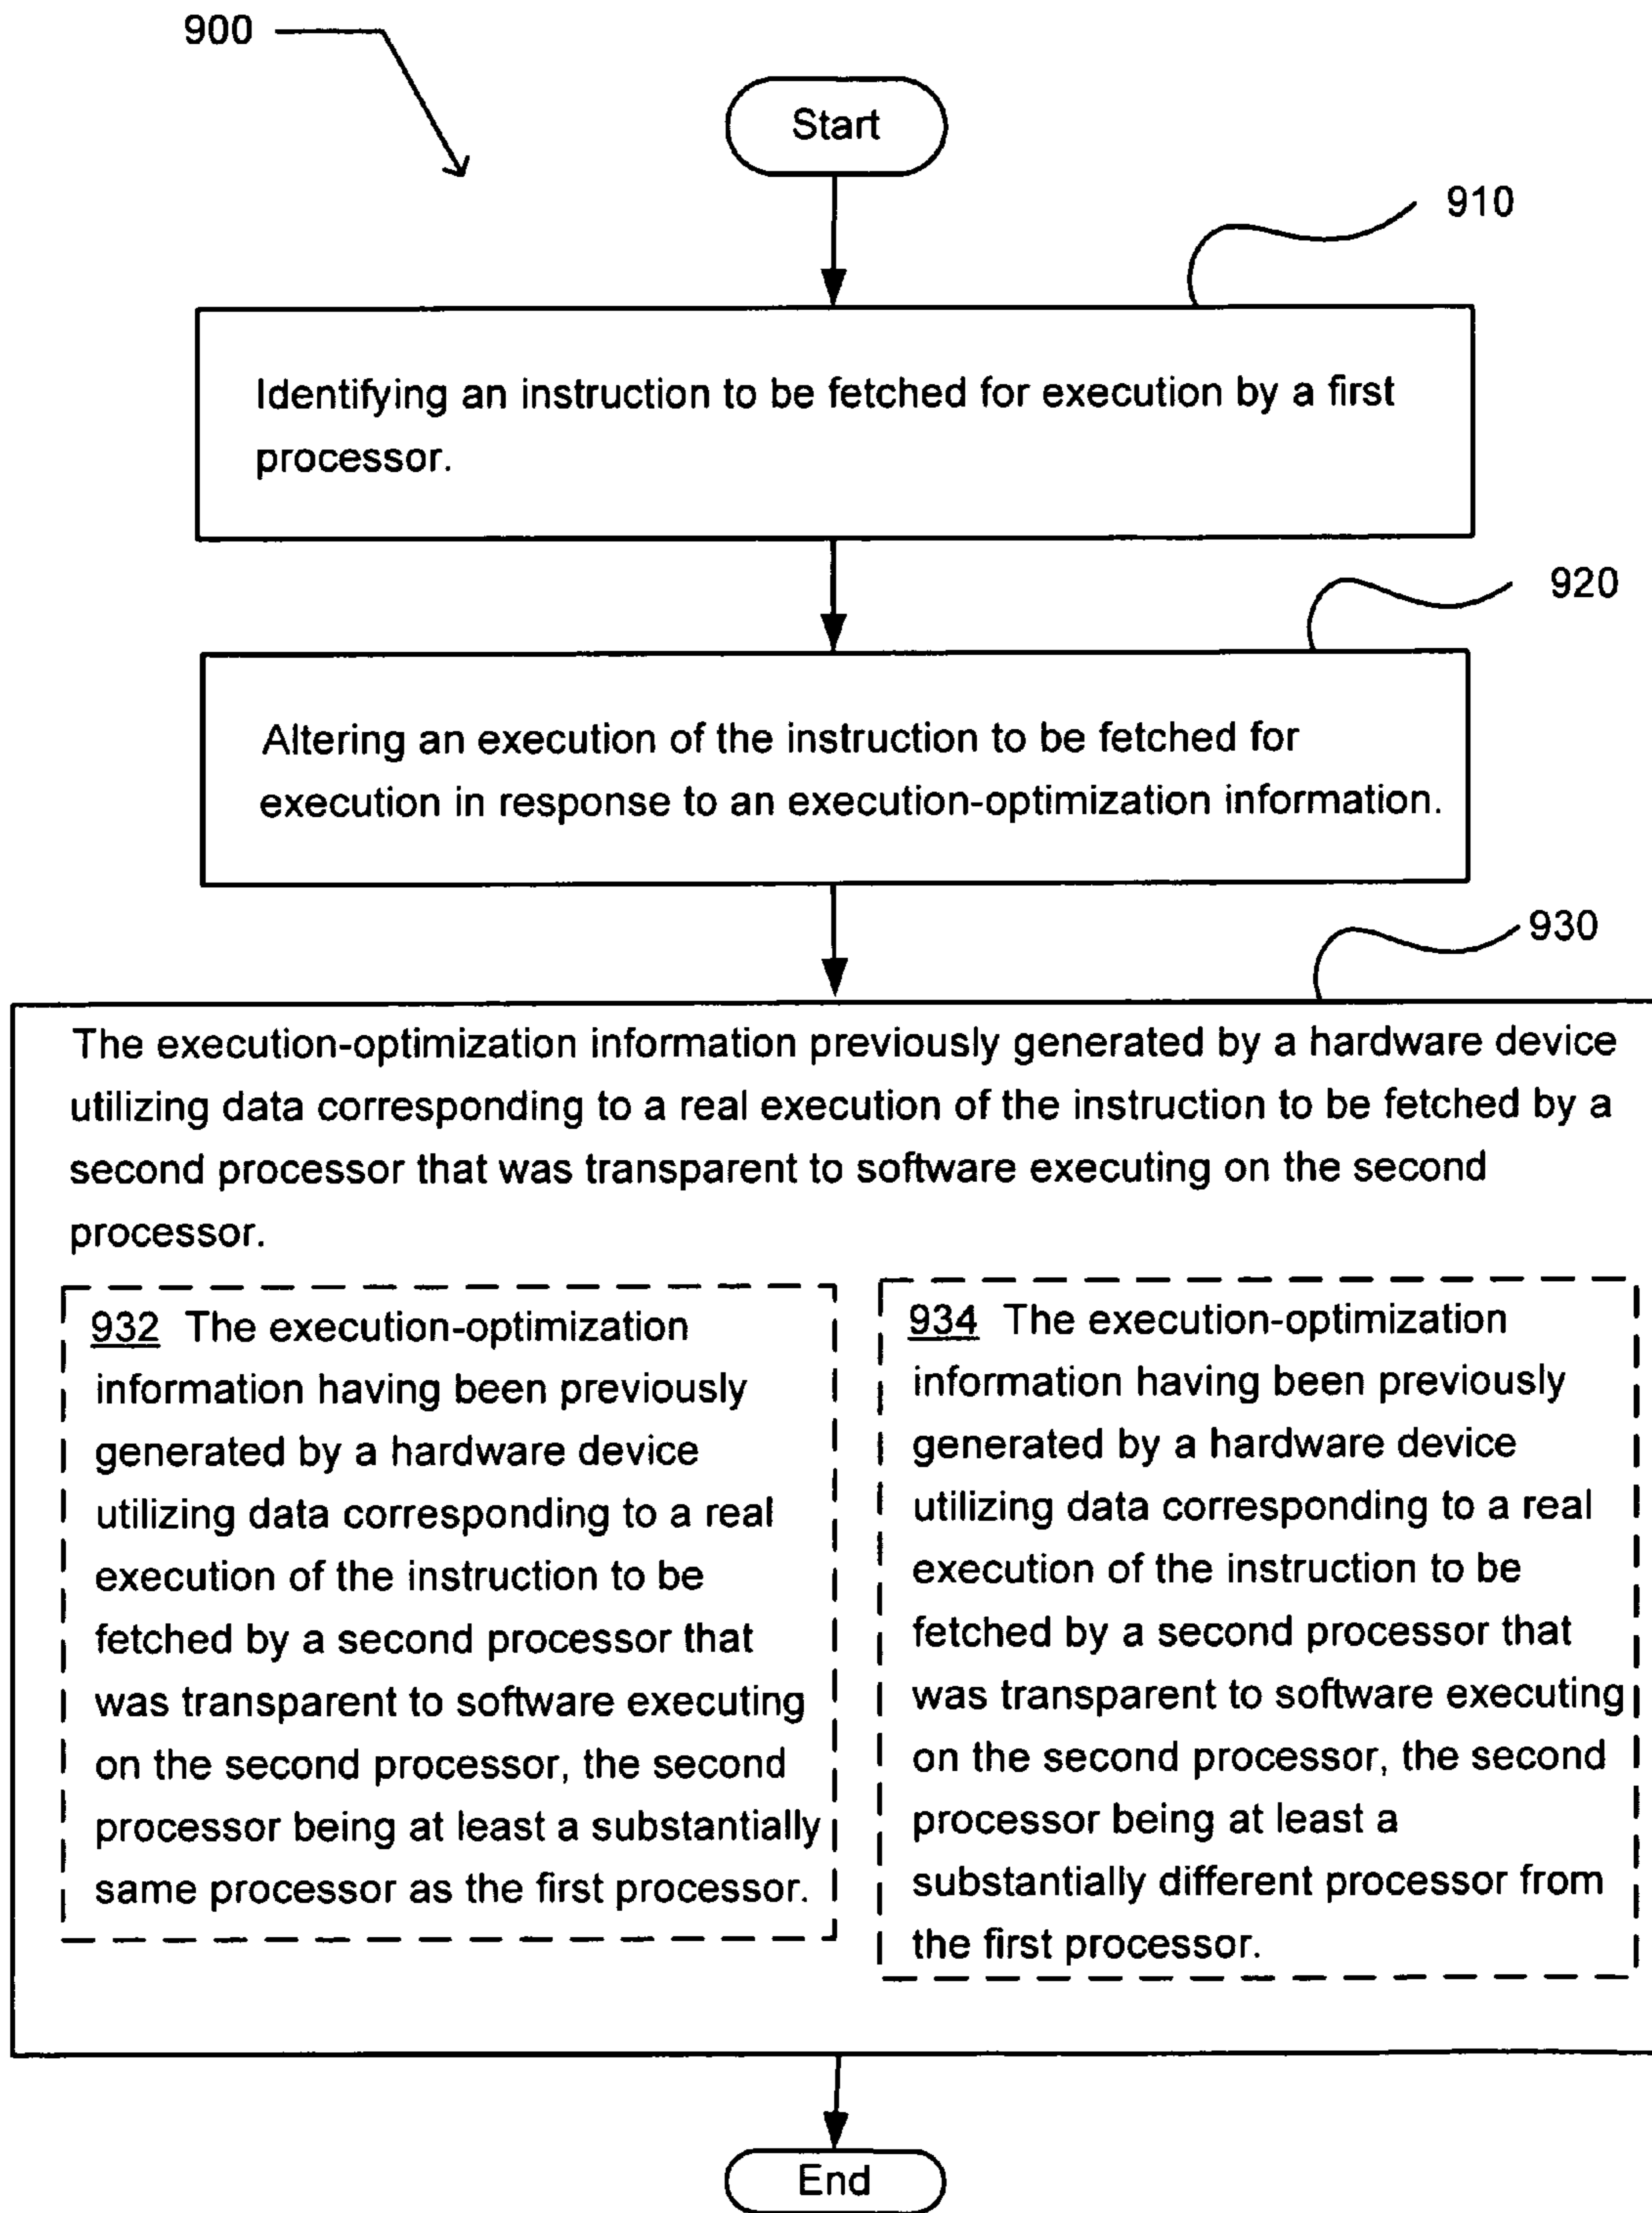 900
Start
910
Identifying an instruction to be fetched for execution by a first
processor.
920
Altering an execution of the instruction to be fetched for
execution in response to an execution-optimization information.
930
The execution-optimization information previously generated by a hardware device
utilizing data corresponding to a real execution of the instruction to be fetched by a
second processor that was transparent to software executing on the second
processor.
932 The execution-optimization
information having been previously
generated by a hardware device
utilizing data corresponding to a real
execution of the instruction to be
fetched by a second processor that
was transparent to software executing
on the second processor, the second
processor being at least a substantially
same processor as the first processor.
934 The execution-optimization
information having been previously
generated by a hardware device
utilizing data corresponding to a real
execution of the instruction to be
fetched by a second processor that
was transparent to software executing
on the second processor, the second
processor being at least a
substantially different processor from
the first processor.
End